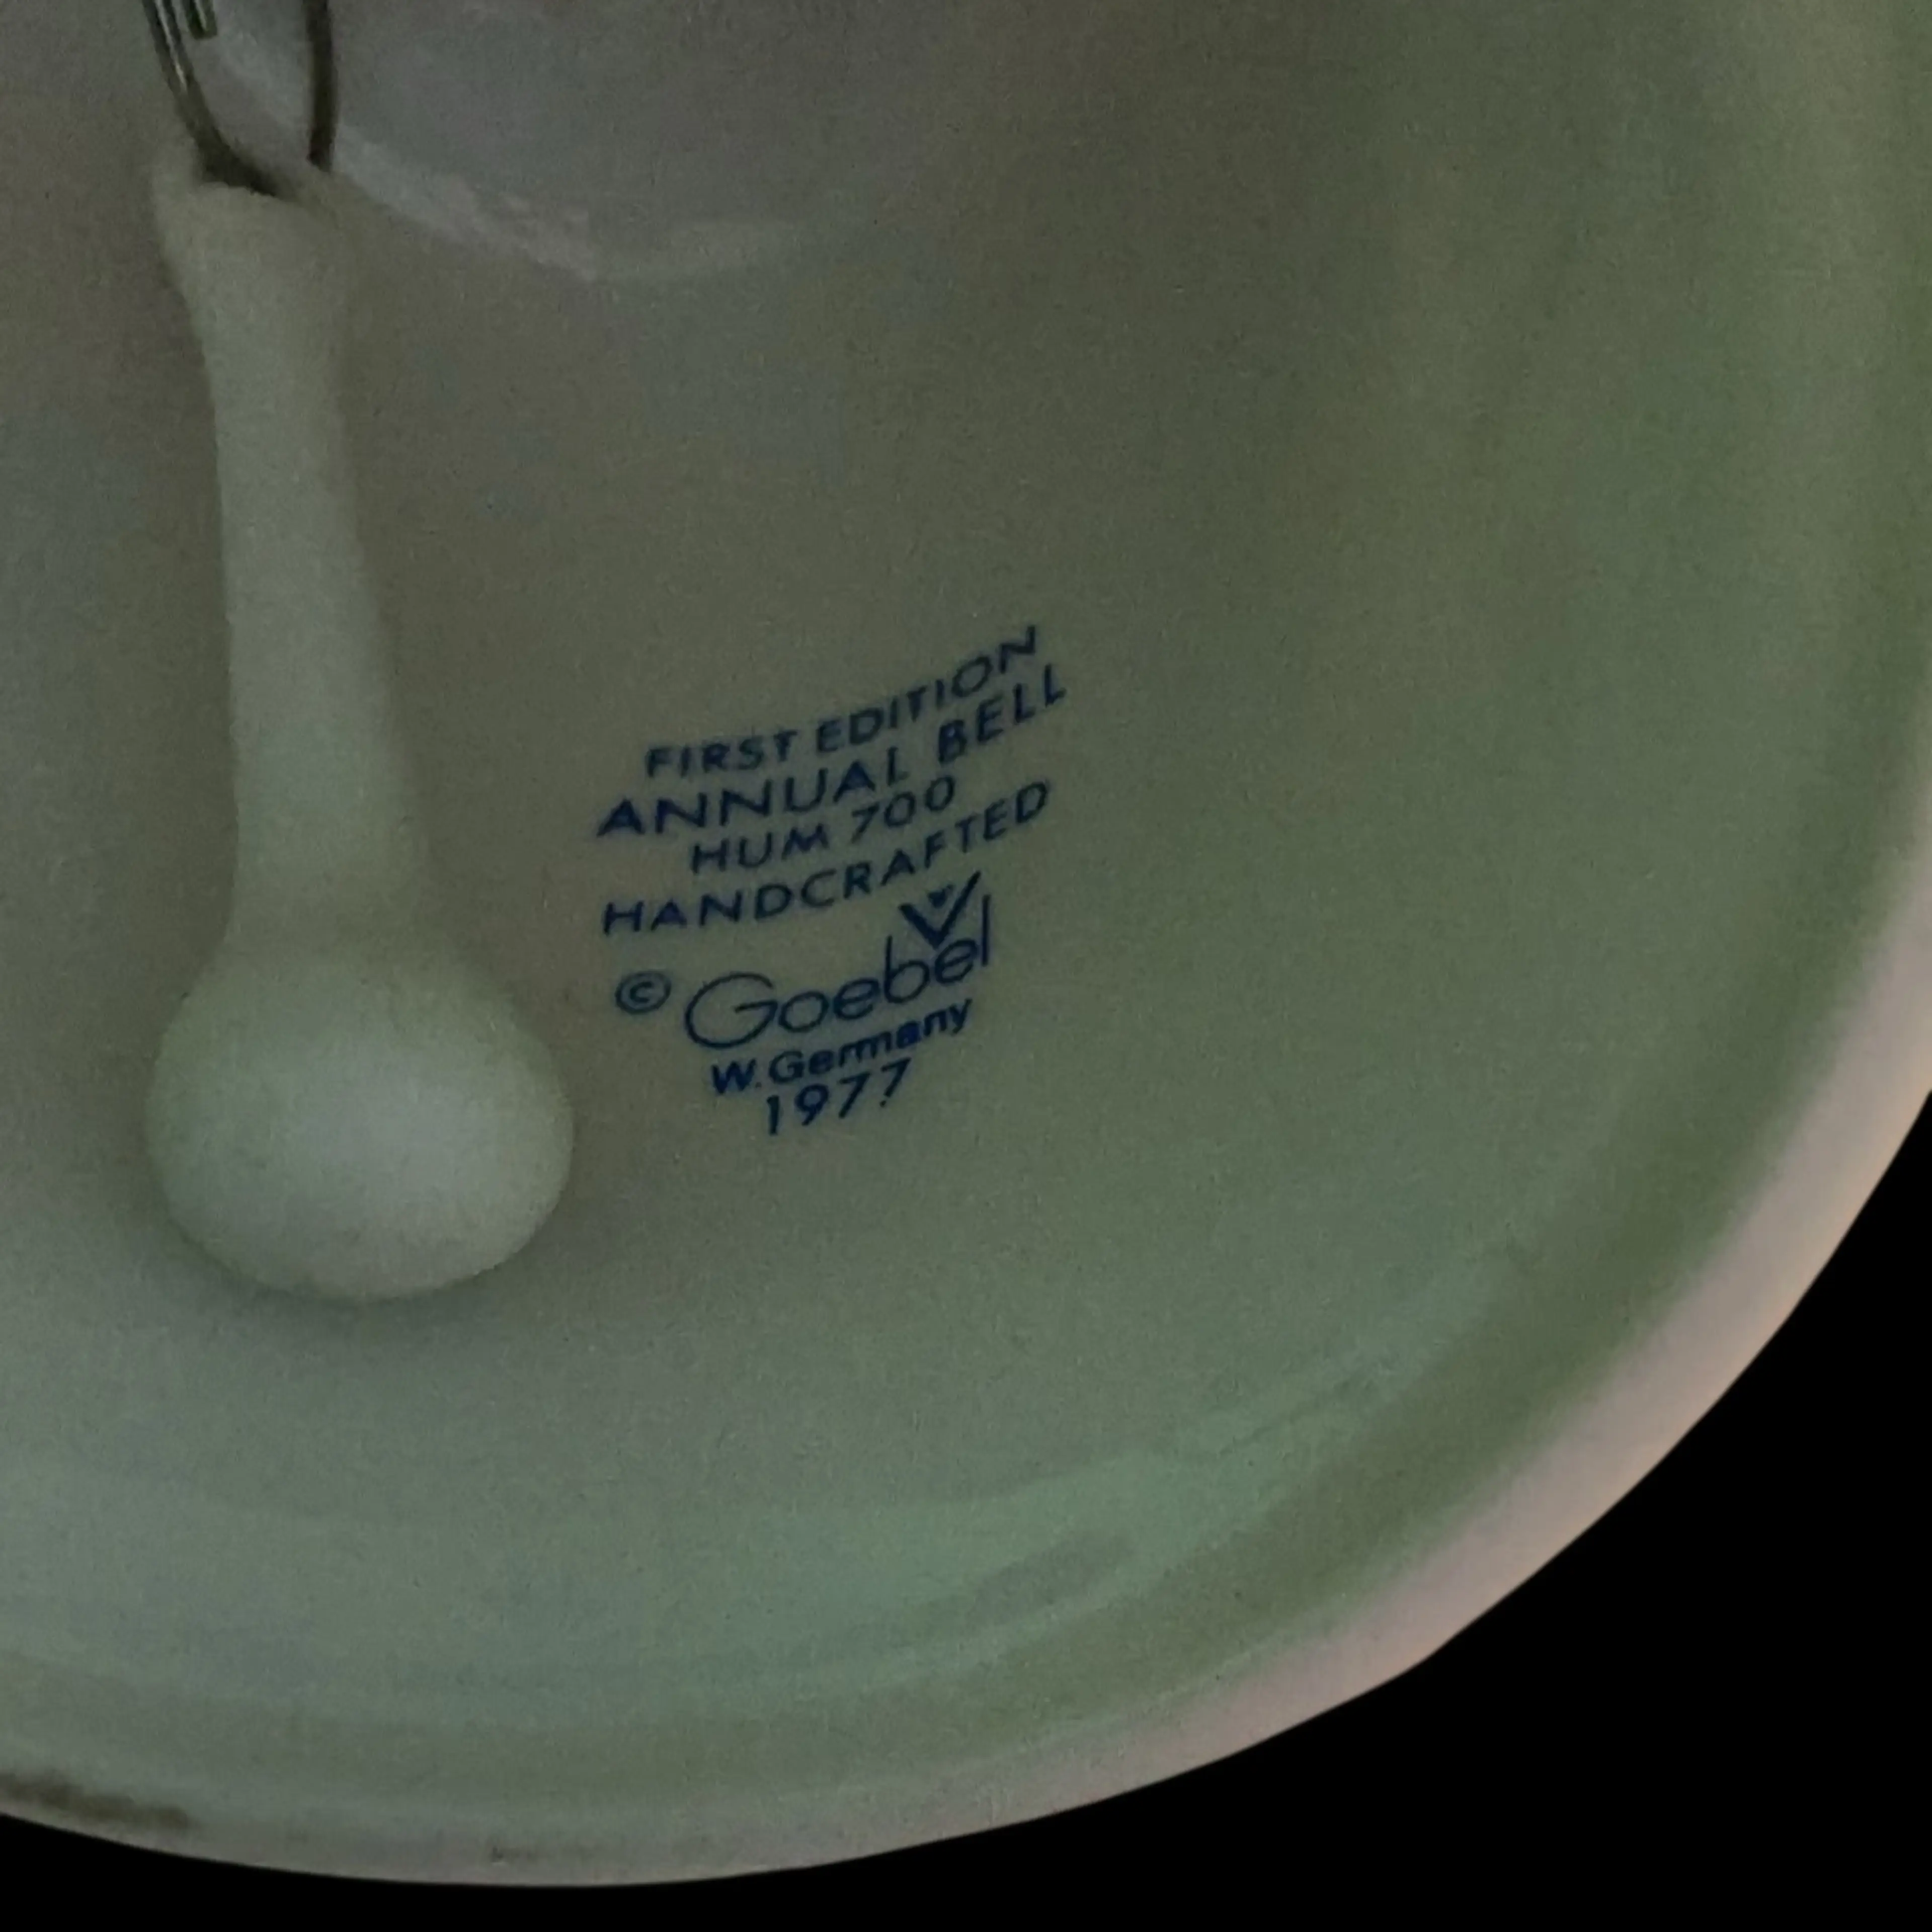 FIRST EDITION
ANNUAL BELL
HUM 700
HANDCRAFTED
© Goebel
W. Germany
1977